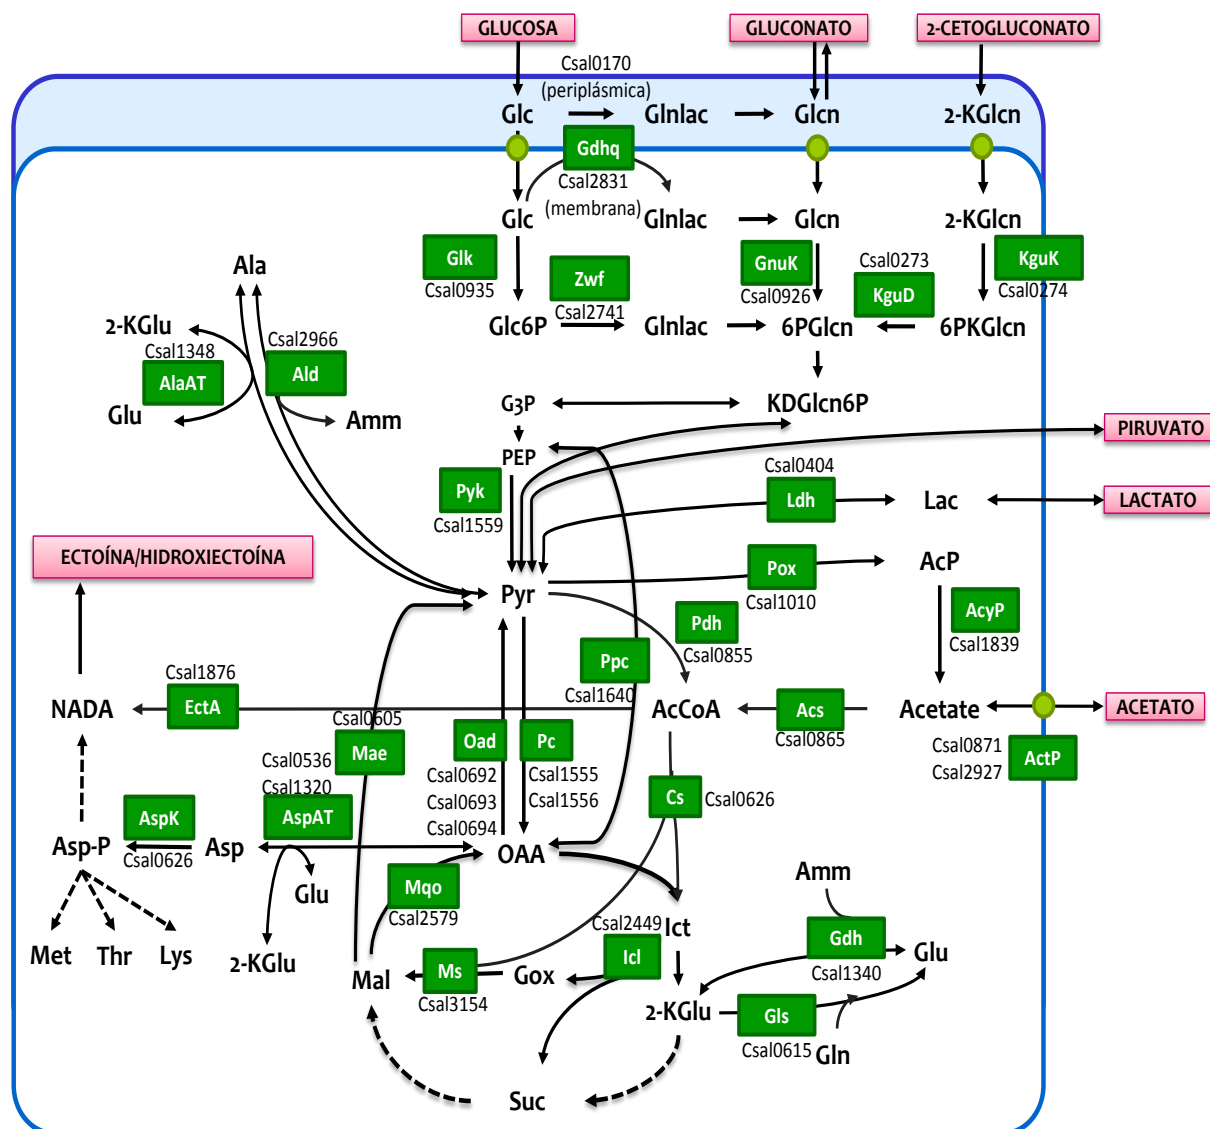 GLUCOSA
GLUCONATO
2-CETOGLUCONATO
Csal0170
(periplásmica)
Glc
Glnlac
Glcn
2-KGlcn
Gdhq
Csal2831
(membrana)
Glc
Glnlac
Glcn
2-KGlcn
Glk
Csal0935
Zwf
Csal2741
GnuK
Csal0926
Csal0273
KguD
KguK
Csal0274
Ala
Glc6P
Glnlac
6PGlcn
6PKGlcn
2-KGlu
Csal1348
AlaAT
Csal2966
Ald
Glu
Amm
G3P
KDGlcn6P
PIRUVATO
PEP
Pyk
Csal1559
Csal0404
Ldh
Lac
LACTATO
ECTOÍNA/HIDROXIECTOÍNA
AcP
Pox
Csal1010
Pyr
AcyP
Csal1839
Pdh
Csal0855
Ppc
Csal1640
Csal1876
EctA
NADA
AcCoA
Acs
Csal0865
Acetate
ACETATO
Csal0605
Mae
Csal0536
Csal1320
Oad
Csal0692
Csal0693
Csal0694
Pc
Csal1555
Csal1556
Csal0871
Csal2927
ActP
Cs
Csal0626
AspK
Csal0626
AspAT
Asp-P
Asp
OAA
Glu
Mqo
Csal2579
Amm
Met
Thr
Lys
2-KGlu
Mal
Ms
Csal3154
Gox
Csal2449
Icl
Ict
Gdh
Csal1340
Glu
2-KGlu
Gls
Csal0615
Gln
Suc